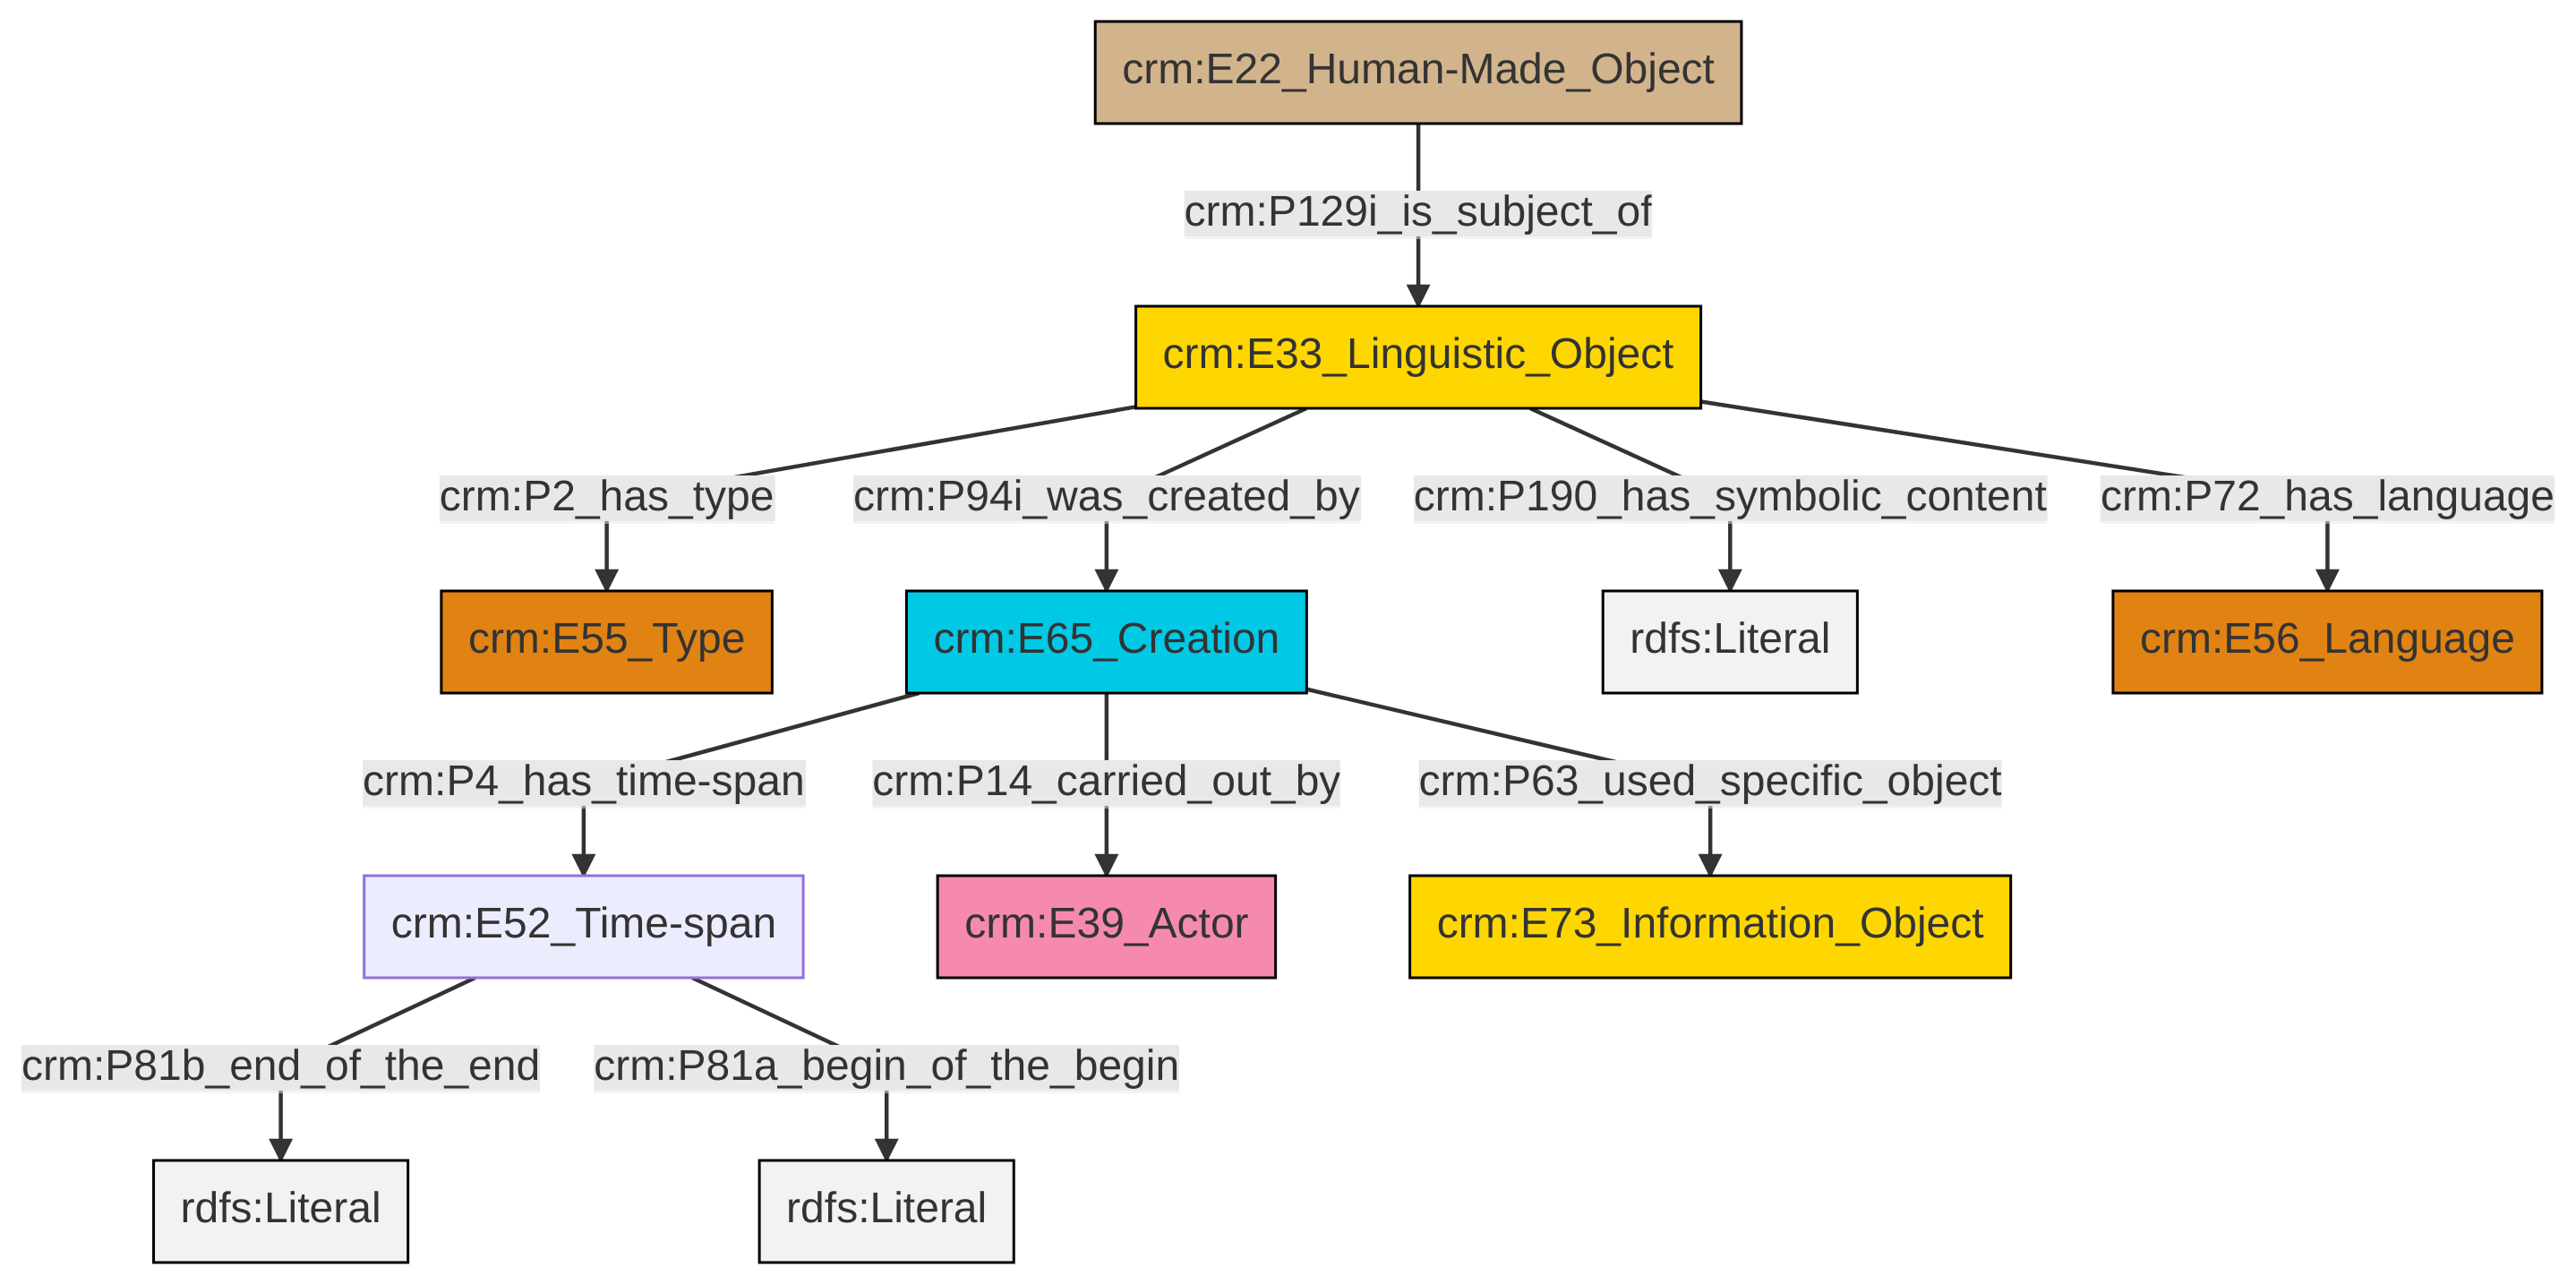 crm:E22_Human-Made_Object
crm:P129i_is_subject_of
crm:E33_Linguistic_Object
crm:P2_has_type
crm:P94i_was_created_by
crm:P190_has_symbolic_content
crm:P72_has_language
crm:E55_Type
crm:E65_Creation
rdfs:Literal
crm:E56_Language
crm:P4_has_time-span
crm:P14_carried_out_by
crm:P63_used_specific_object
crm:E52_Time-span
crm:E39_Actor
crm:E73_Information_Object
crm:P81b_end_of_the_end
crm:P81a_begin_of_the_begin
rdfs:Literal
rdfs:Literal